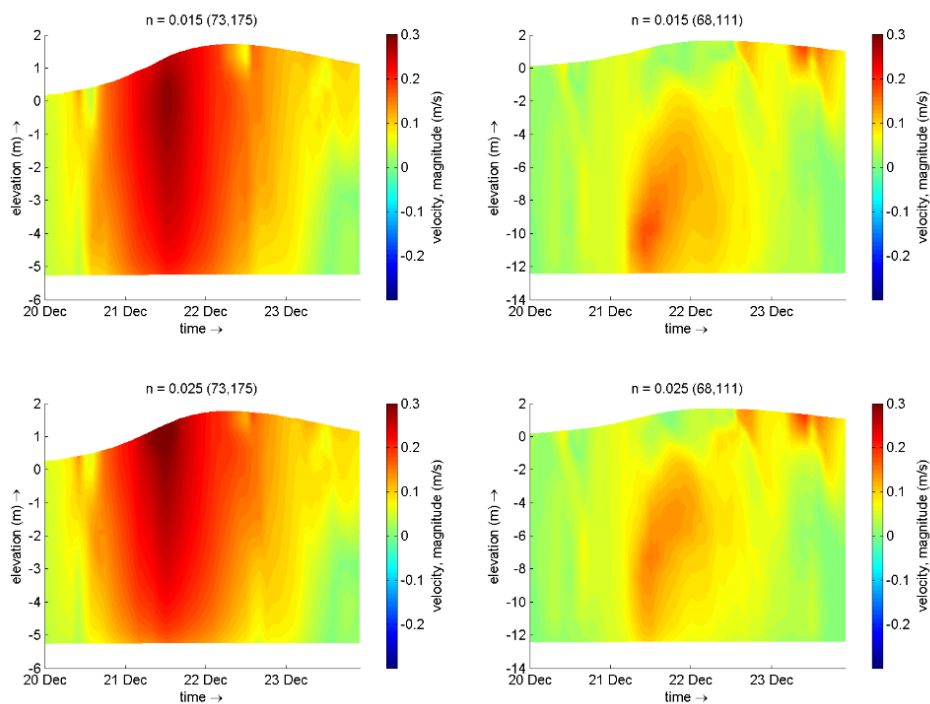 n = 0.015 (73,175)
2
1
0
-1
-2
-3
-4
-5
-6
elevation (m) →
20 Dec
21 Dec
22 Dec
23 Dec
time →
0.3
0.2
0.1
0
-0.1
-0.2
velocity, magnitude (m/s)
n = 0.015 (68,111)
2
0
-2
-4
-6
-8
-10
-12
-14
elevation (m) →
20 Dec
21 Dec
22 Dec
23 Dec
time →
0.3
0.2
0.1
0
-0.1
-0.2
velocity, magnitude (m/s)
n = 0.025 (73,175)
2
1
0
-1
-2
-3
-4
-5
-6
elevation (m) →
20 Dec
21 Dec
22 Dec
23 Dec
time →
0.3
0.2
0.1
0
-0.1
-0.2
velocity, magnitude (m/s)
n = 0.025 (68,111)
2
0
-2
-4
-6
-8
-10
-12
-14
elevation (m) →
20 Dec
21 Dec
22 Dec
23 Dec
time →
0.3
0.2
0.1
0
-0.1
-0.2
velocity, magnitude (m/s)